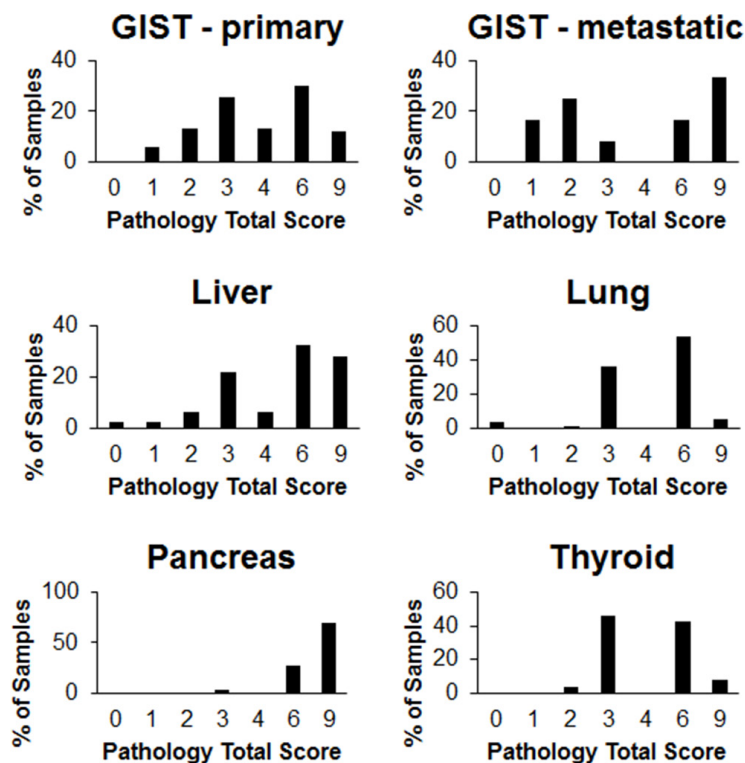 GIST - primary
GIST - metastatic
% of Samples
40
20
0
0 1 2 3 4 6 9
Pathology Total Score
% of Samples
40
20
0
0 1 2 3 4 6 9
Pathology Total Score
Liver
Lung
% of Samples
40
20
0
0 1 2 3 4 6 9
Pathology Total Score
% of Samples
60
40
20
0
0 1 2 3 4 6 9
Pathology Total Score
Pancreas
Thyroid
% of Samples
100
50
0
0 1 2 3 4 6 9
Pathology Total Score
% of Samples
60
40
20
0
0 1 2 3 4 6 9
Pathology Total Score